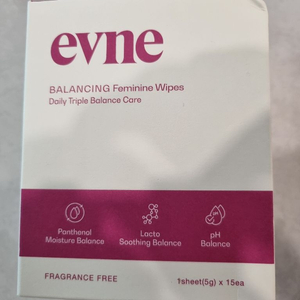 evne
BALANCING Feminine Wipes
Daily Triple Balance Care
Panthenol
Moisture Balance
Lacto
Soothing Balance
pH
Balance
FRAGRANCE FREE
1sheet(5g) x 15ea